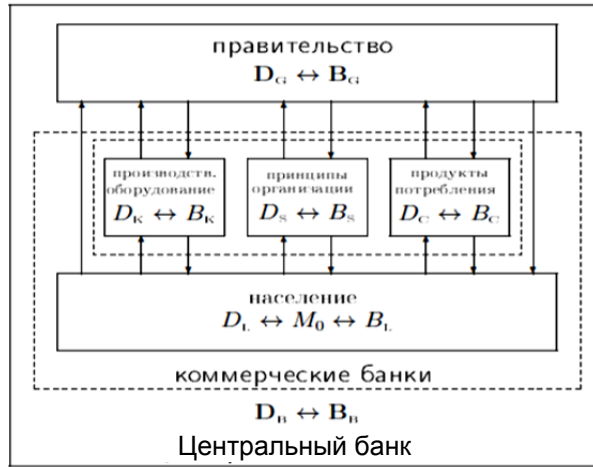 правительство
D_G ↔ B_G
производств. оборудование
D_K ↔ B_K
принципы организации
D_S ↔ B_S
продукты потребления
D_C ↔ B_C
население
D_L ↔ M_0 ↔ B_L
коммерческие банки
D_B ↔ B_B
Центральный банк